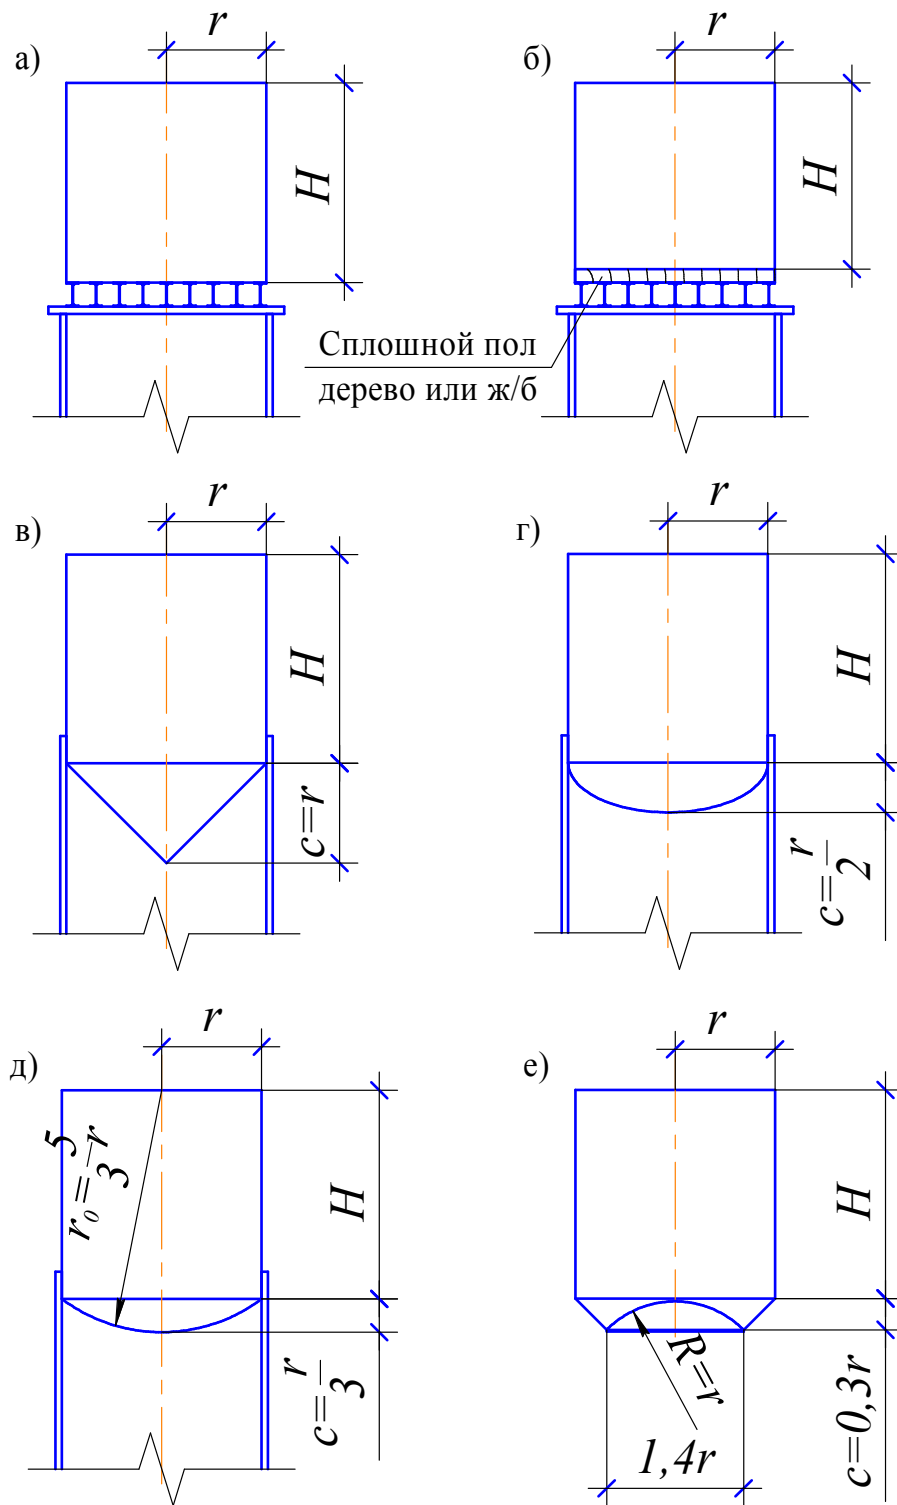 а)
r
H
б)
r
H
Сплошной пол
дерево или ж/б
в)
r
H
c=r
г)
r
H
c=r/2
д)
r
r₀=5/3r
H
c=r/3
е)
r
H
R=r
1,4r
c=0,3r